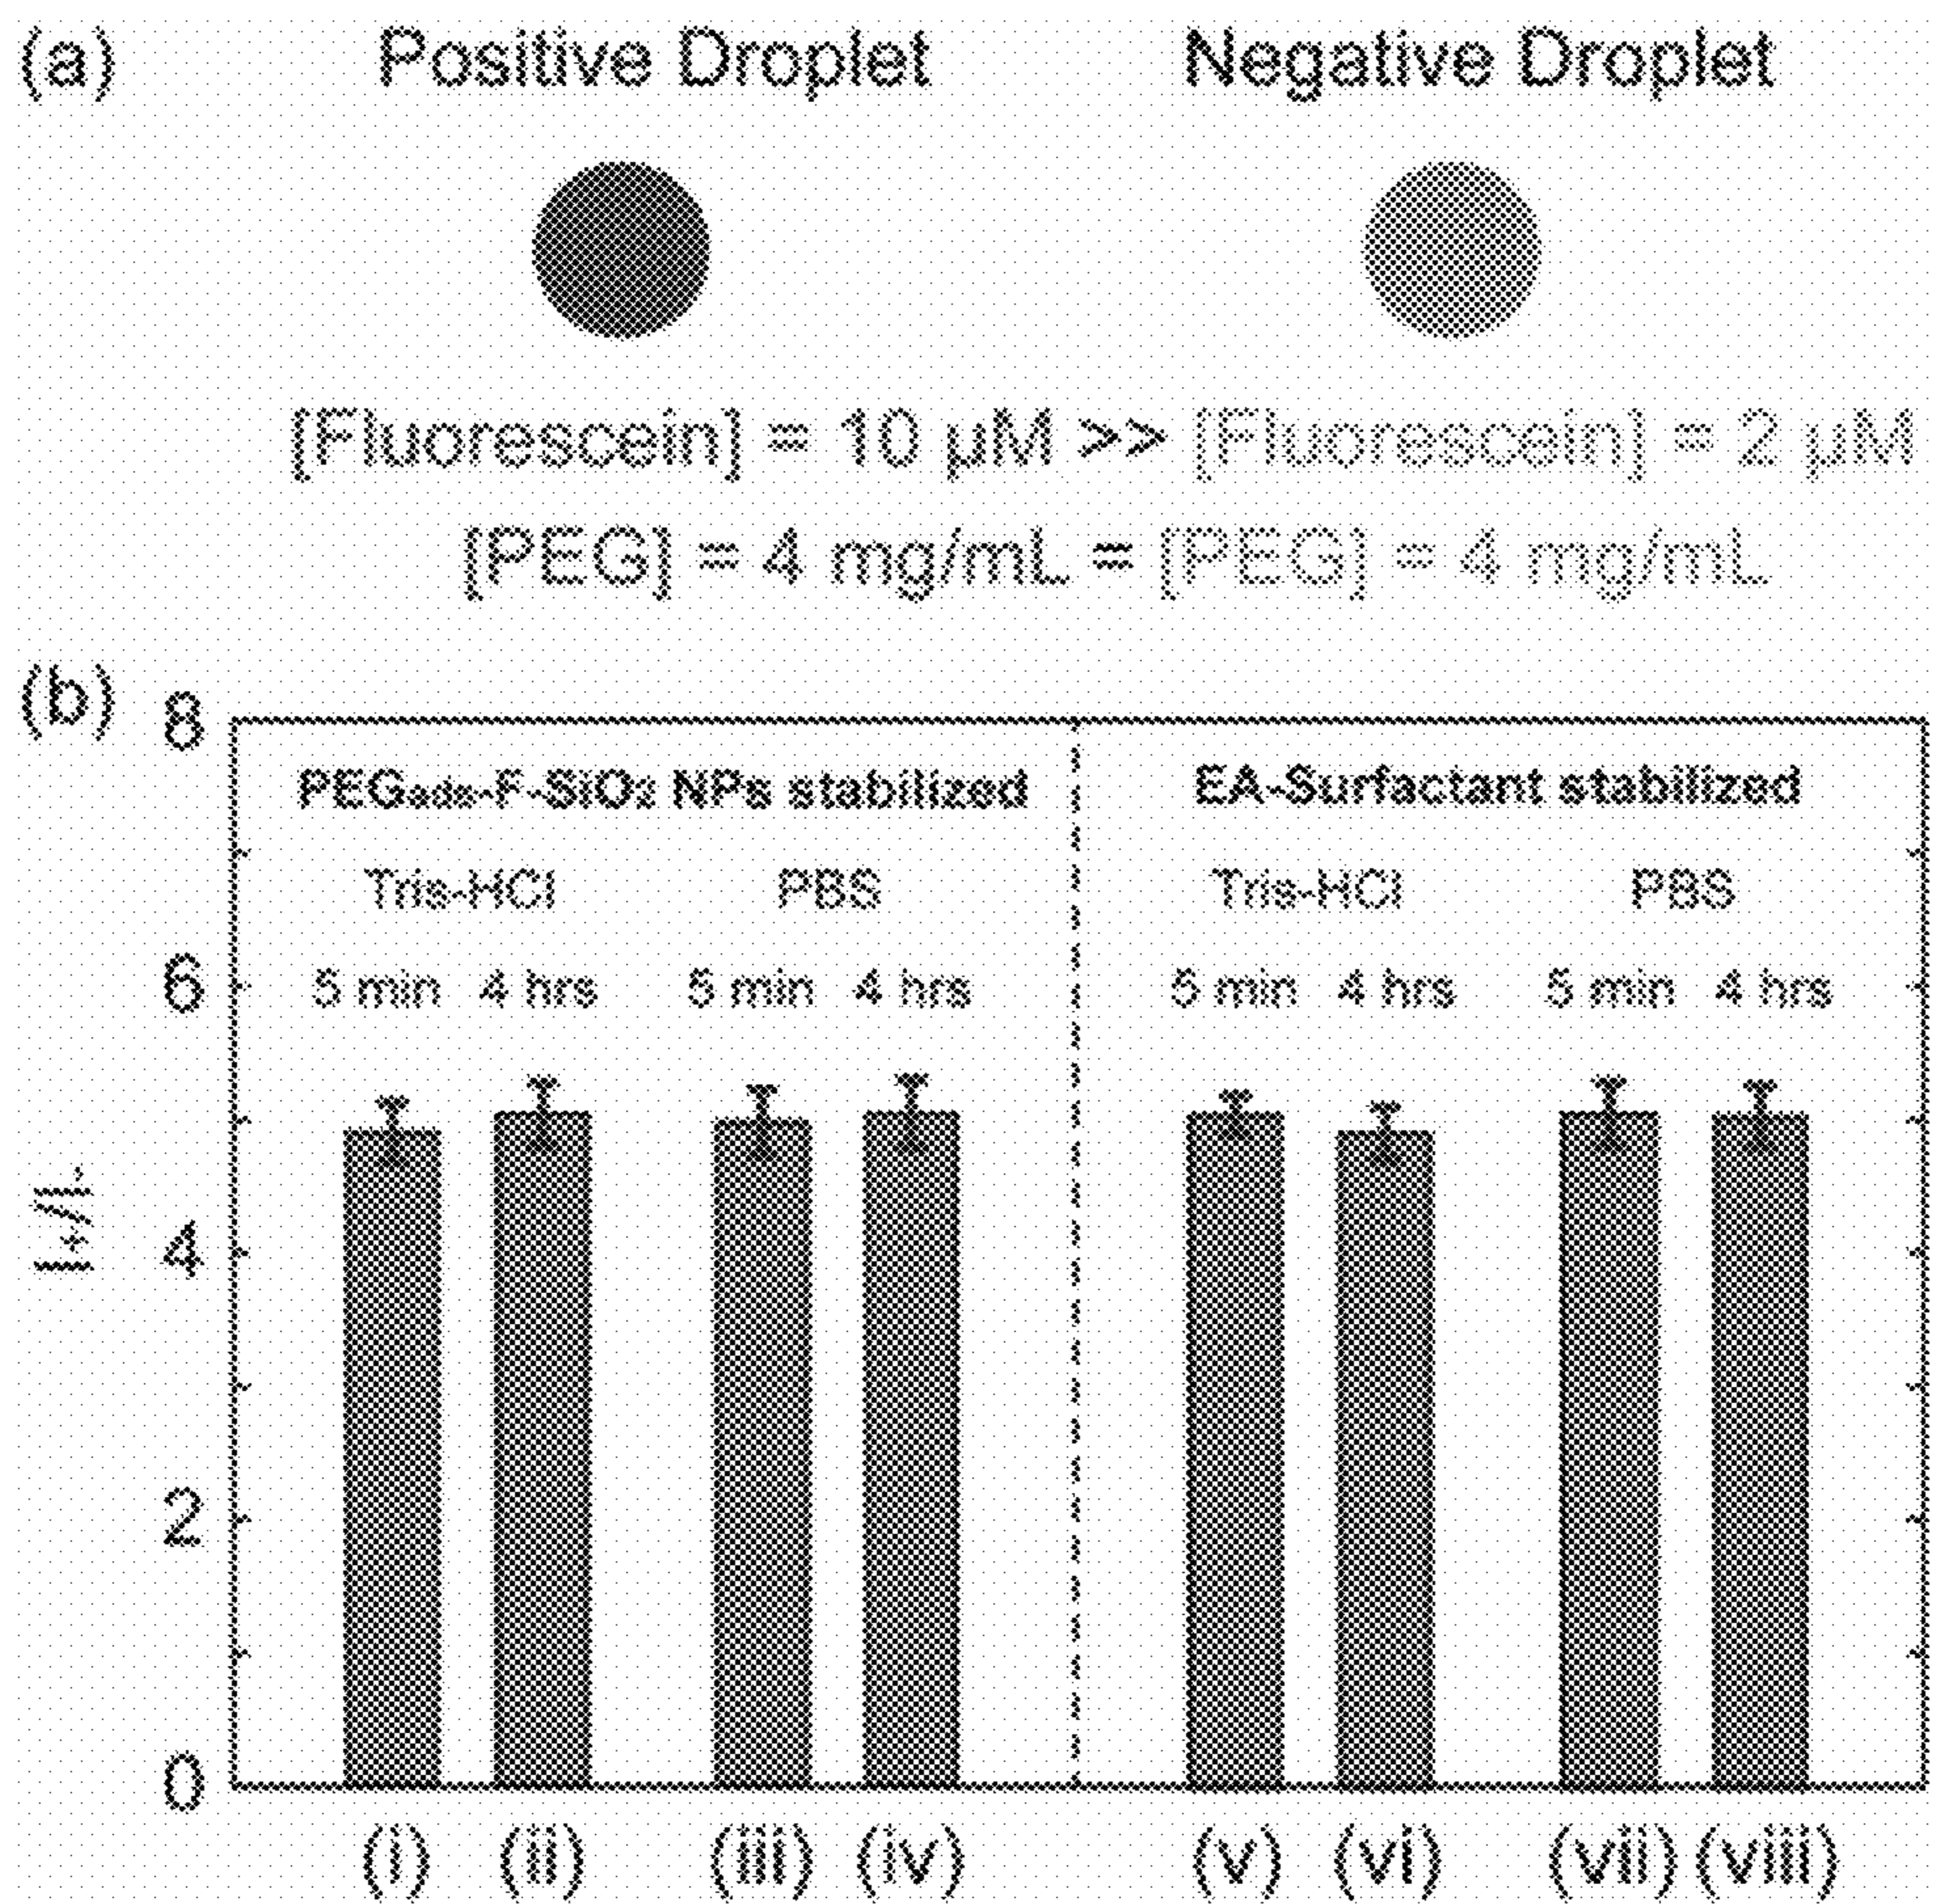 (a) Positive Droplet Negative Droplet
[Fluorescein] = 10 µM >> [Fluorescein] = 2 µM
[PEG] = 4 mg/mL = [PEG] = 4 mg/mL
(b)
8
PEGads-F-SiO2 NPs stabilized EA-Surfactant stabilized
Tris-HCl PBS Tris-HCl PBS
6 5 min 4 hrs 5 min 4 hrs 5 min 4 hrs 5 min 4 hrs
I+/I-
4
2
0
(i) (ii) (iii) (iv) (v) (vi) (vii) (viii)